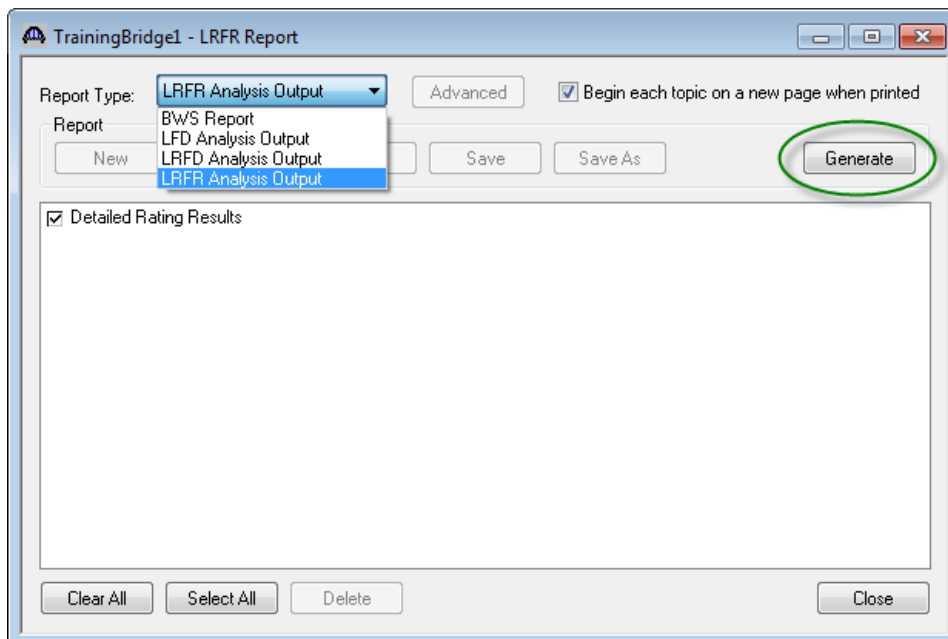 TrainingBridge1 - LRFR Report
Report Type: LRFR Analysis Output Advanced Begin each topic on a new page when printed
BWS Report
LFD Analysis Output
LRFD Analysis Output
LRFR Analysis Output
Report
New Save Save As Generate
Detailed Rating Results
Clear All Select All Delete Close